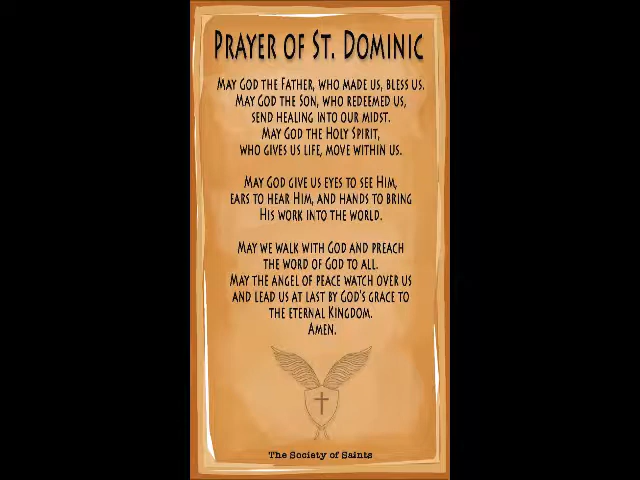 Prayer of St. Dominic
May God the Father, who made us, bless us.
May God the Son, who redeemed us,
send healing into our midst.
May God the Holy Spirit,
who gives us life, move within us.
May God give us eyes to see Him,
ears to hear Him, and hands to bring
His work into the world.
May we walk with God and preach
the word of God to all.
May the angel of peace watch over us
and lead us at last by God's grace to
the eternal Kingdom.
Amen.
The Society of Saints